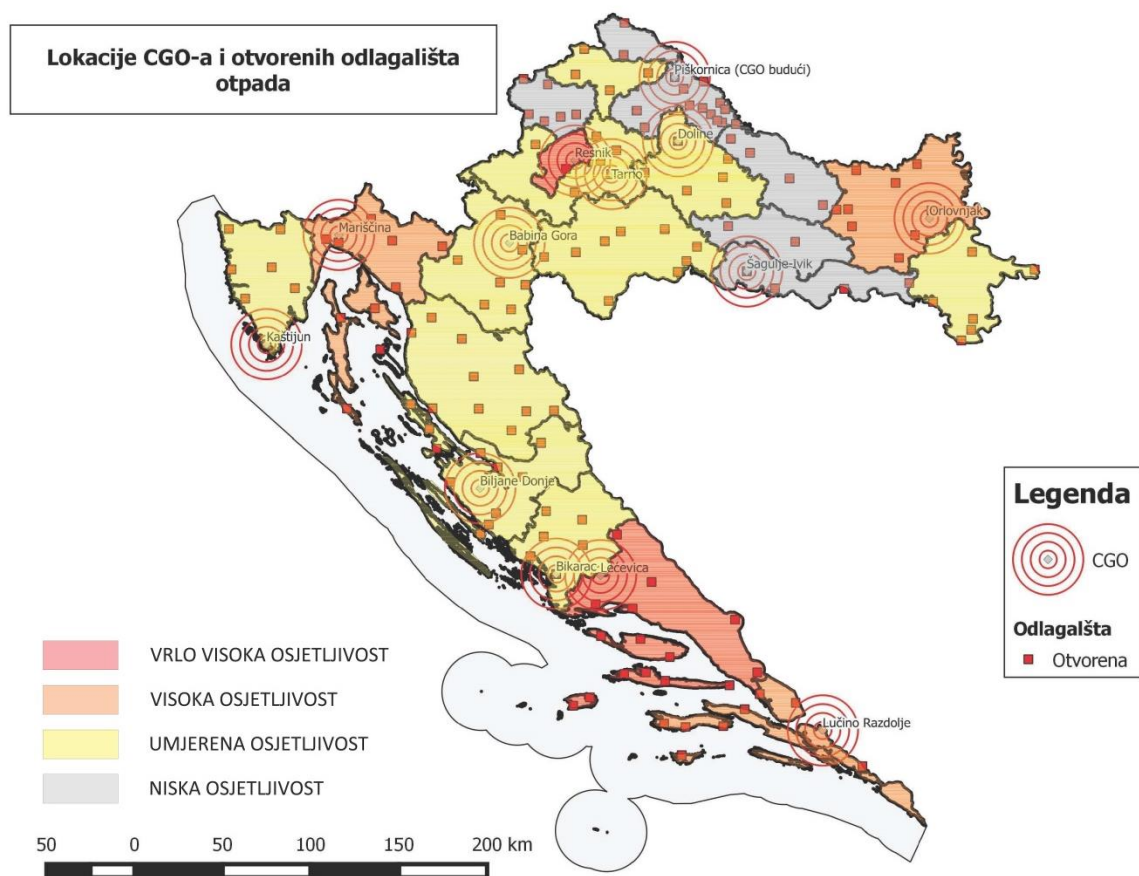 Lokacije CGO-a i otvorenih odlagališta
otpada
Piškornica (CGO budući)
Doline
Resnik
Tarno
Orlovnjak
Mariščina
Babina Gora
Šagulje-Ivik
Kaštijun
Biljane Donje
Bikarac Lećevica
Lučino Razdolje
Legenda
CGO
Odlagalšta
Otvorena
VRLO VISOKA OSJETLJIVOST
VISOKA OSJETLJIVOST
UMJERENA OSJETLJIVOST
NISKA OSJETLJIVOST
50 0 50 100 150 200 km